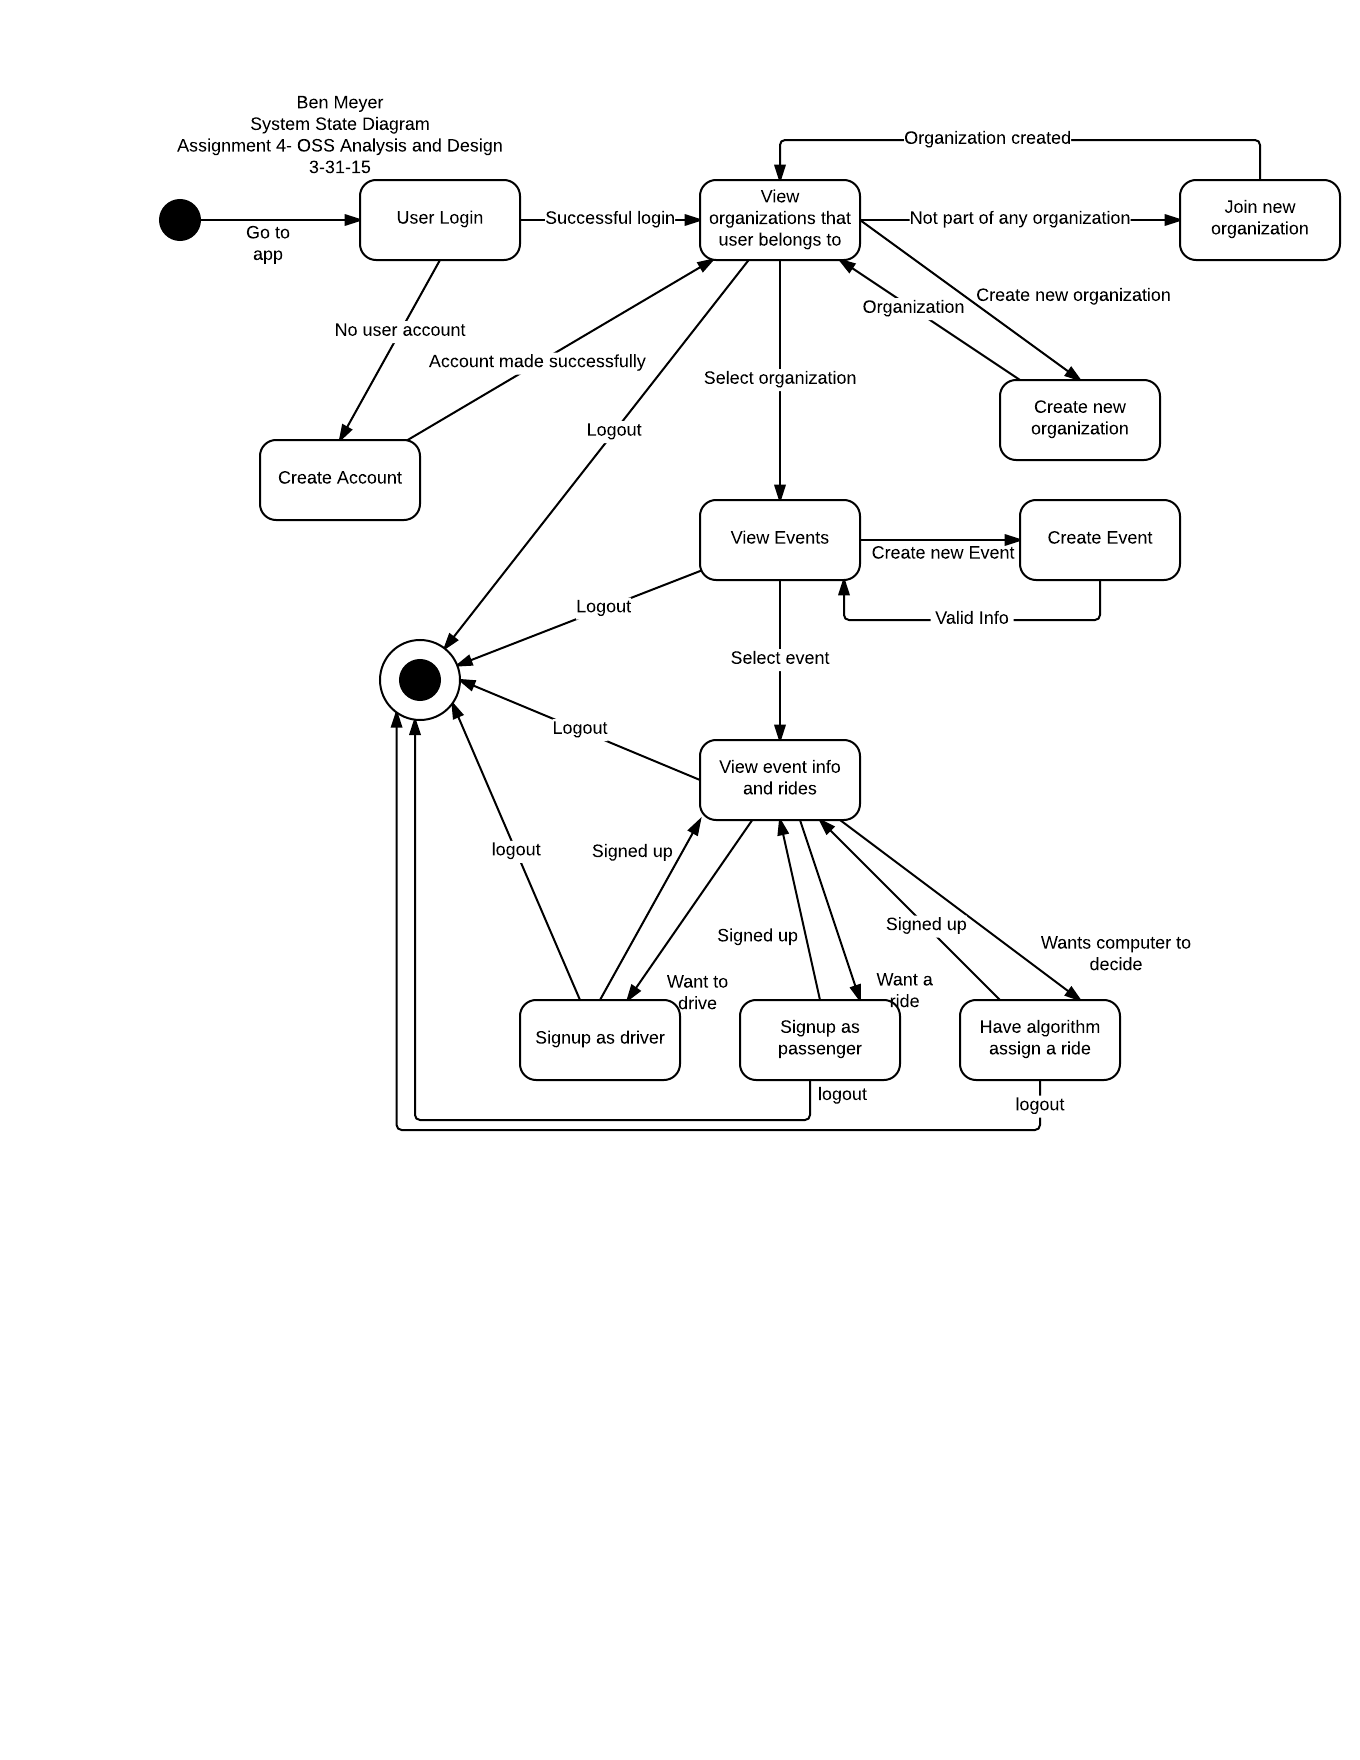 Ben Meyer
System State Diagram
Assignment 4- OSS Analysis and Design
3-31-15
Go to
app
User Login
Successful login
View
organizations that
user belongs to
Organization created
Not part of any organization
Join new
organization
No user account
Account made successfully
Create Account
Logout
Select organization
Organization
Create new organization
Create new
organization
View Events
Create new Event
Create Event
Valid Info
Logout
Select event
Logout
View event info
and rides
logout
Signed up
Want to
drive
Signed up
Want a
ride
Signed up
Wants computer to
decide
Signup as driver
Signup as
passenger
Have algorithm
assign a ride
logout
logout